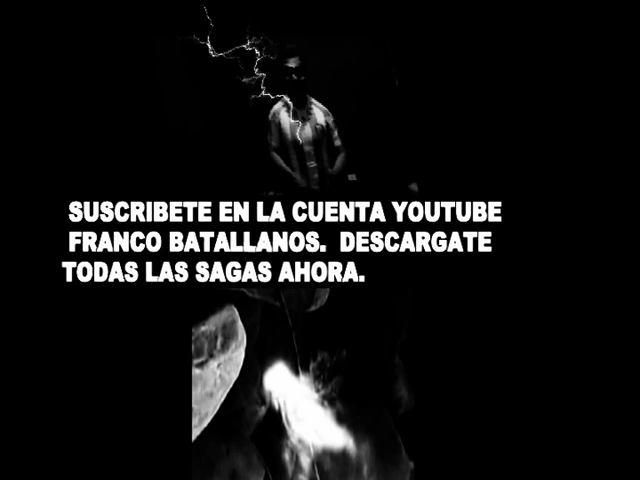 SUSCRIBETE EN LA CUENTA YOUTUBE
FRANCO BATALLANOS. DESCARGATE
TODAS LAS SAGAS AHORA.